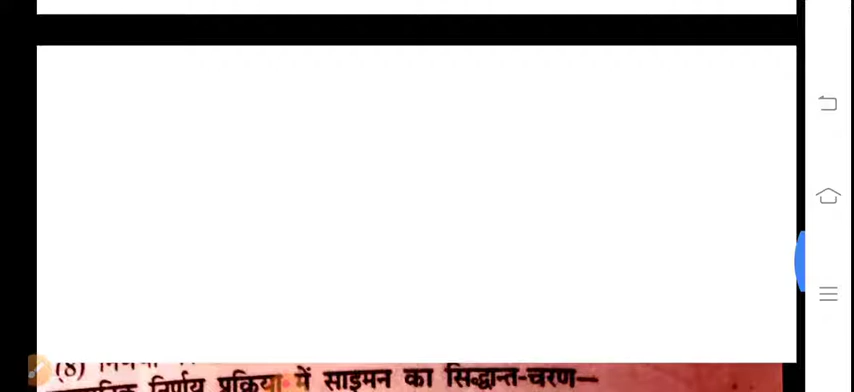 (8)
निर्णय प्रक्रिया में साइमन का सिद्धान्त-चरण—